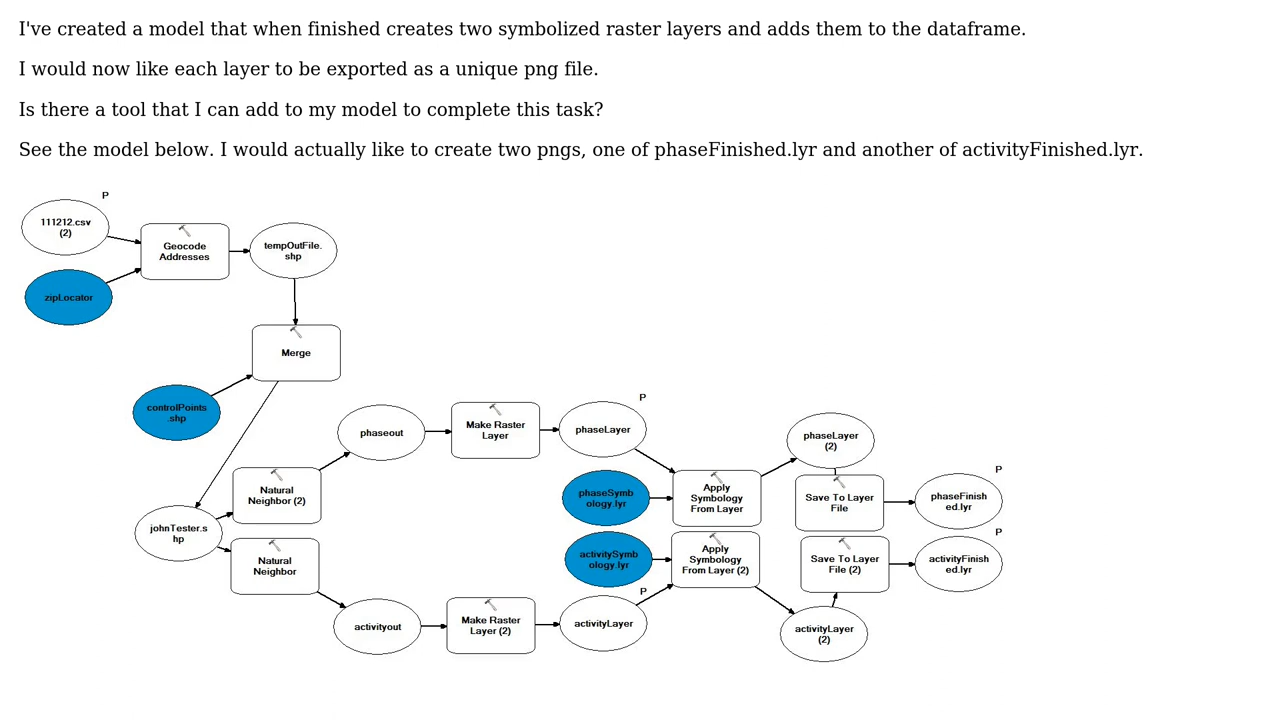 I've created a model that when finished creates two symbolized raster layers and adds them to the dataframe.
I would now like each layer to be exported as a unique png file.
Is there a tool that I can add to my model to complete this task?
See the model below. I would actually like to create two pngs, one of phaseFinished.lyr and another of activityFinished.lyr.
P
111212.csv
(2)
Geocode
Addresses
tempOutFile.
shp
zipLocator
Merge
controlPoints
.shp
phaseout
Make Raster
Layer
P
phaseLayer
phaseLayer
(2)
Natural
Neighbor (2)
phaseSymb
ology.lyr
Apply
Symbology
From Layer
Save To Layer
File
P
phaseFinish
ed.lyr
johnTester.s
hp
Natural
Neighbor
activitySymb
ology.lyr
Apply
Symbology
From Layer (2)
Save To Layer
File (2)
P
activityFinish
ed.lyr
activityout
Make Raster
Layer (2)
P
activityLayer
activityLayer
(2)